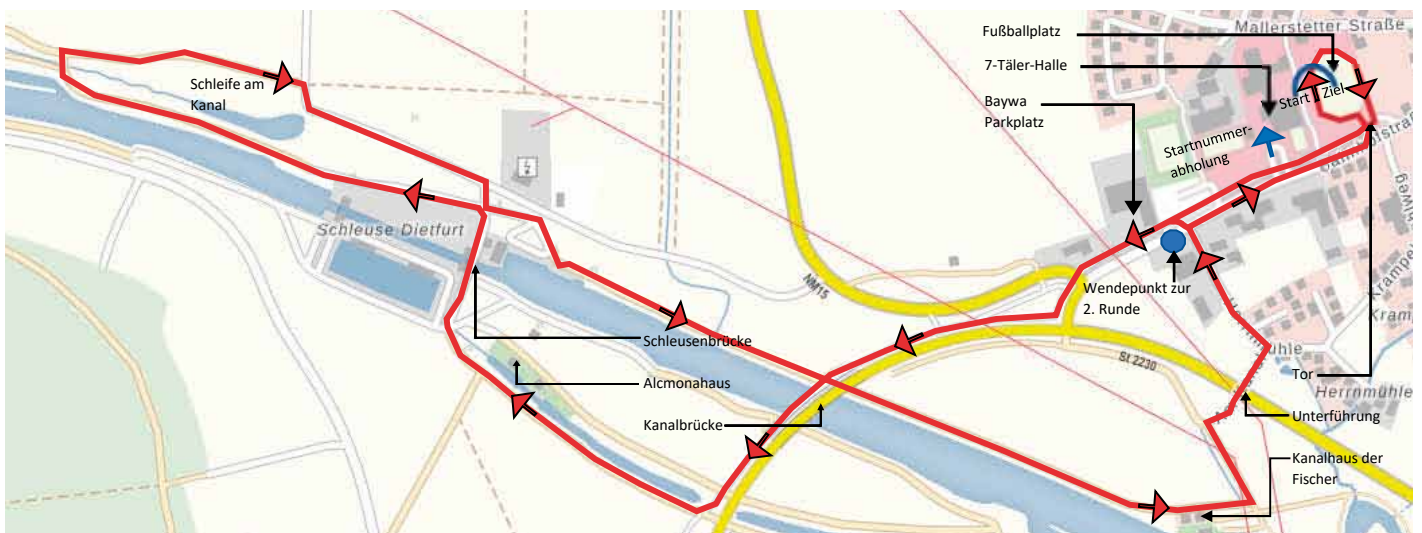 Mallerstetter Straße
Fußballplatz
7-Täler-Halle
Baywa
Parkplatz
Schleife am
Kanal
Start
Ziel
Startnummer-
abholung
Schleuse Dietfurt
NM15
Wendepunkt zur
2. Runde
Schleusenbrücke
St 2230
Alcmonahaus
Tor
Herrnmühle
Kanalbrücke
Unterführung
Kanalhaus der
Fischer